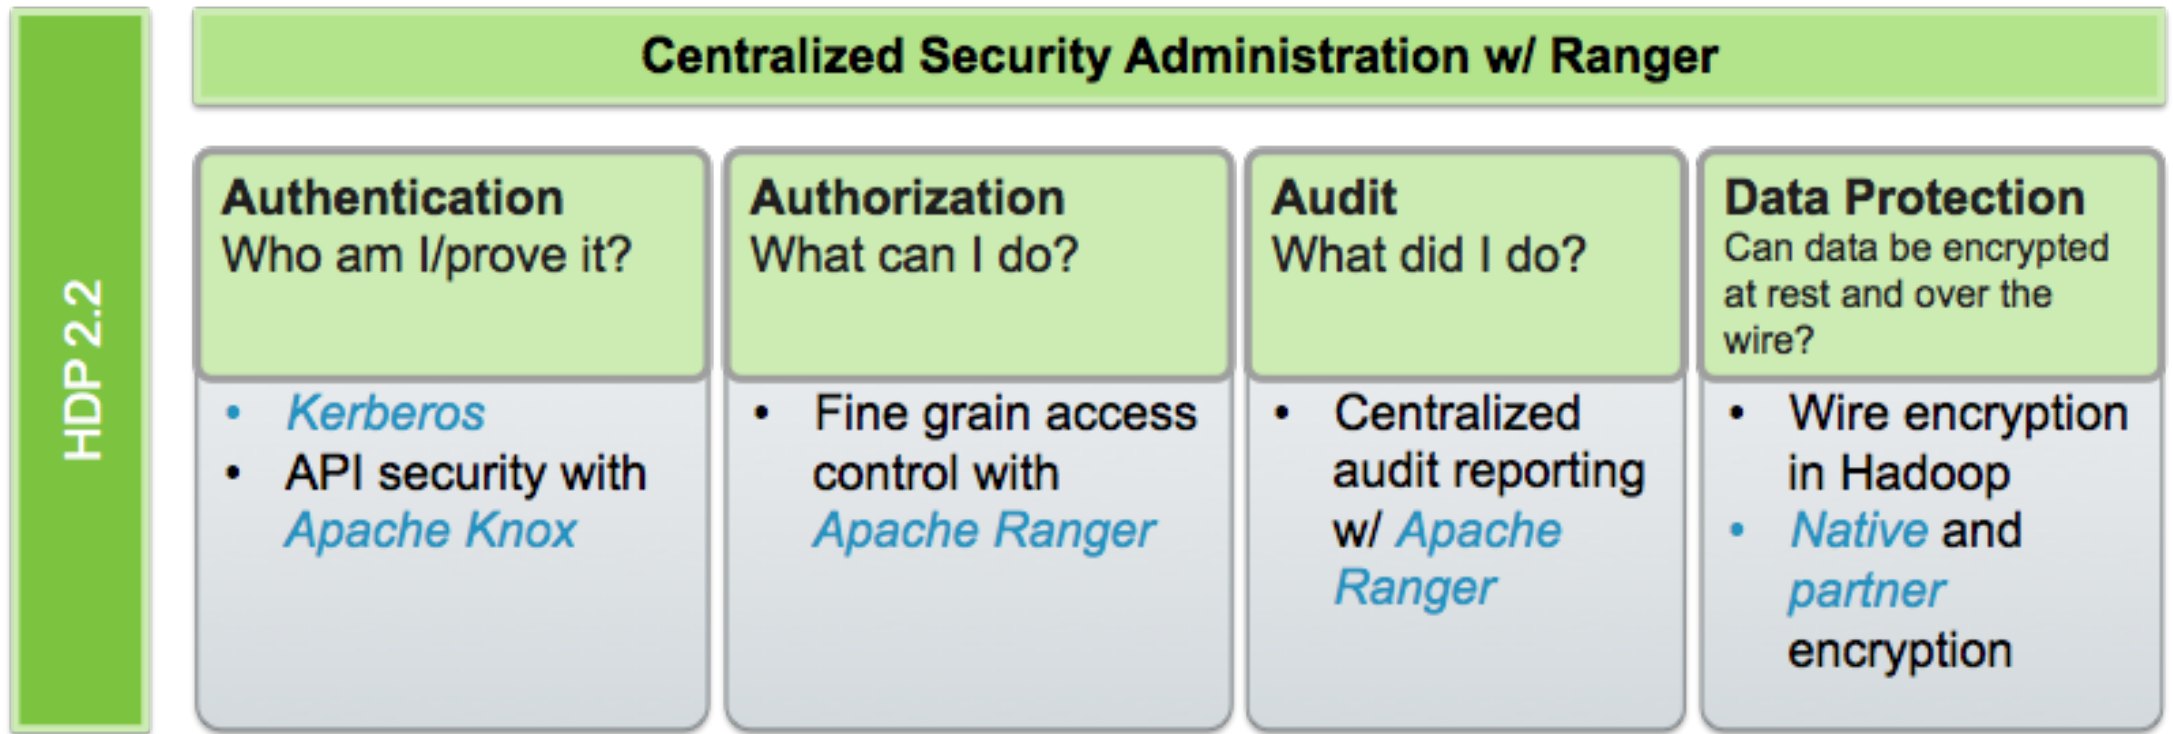 HDP 2.2
Centralized Security Administration w/ Ranger
Authentication
Who am I/prove it?
• Kerberos
• API security with
Apache Knox
Authorization
What can I do?
• Fine grain access
control with
Apache Ranger
Audit
What did I do?
• Centralized
audit reporting
w/ Apache
Ranger
Data Protection
Can data be encrypted
at rest and over the
wire?
• Wire encryption
in Hadoop
• Native and
partner
encryption